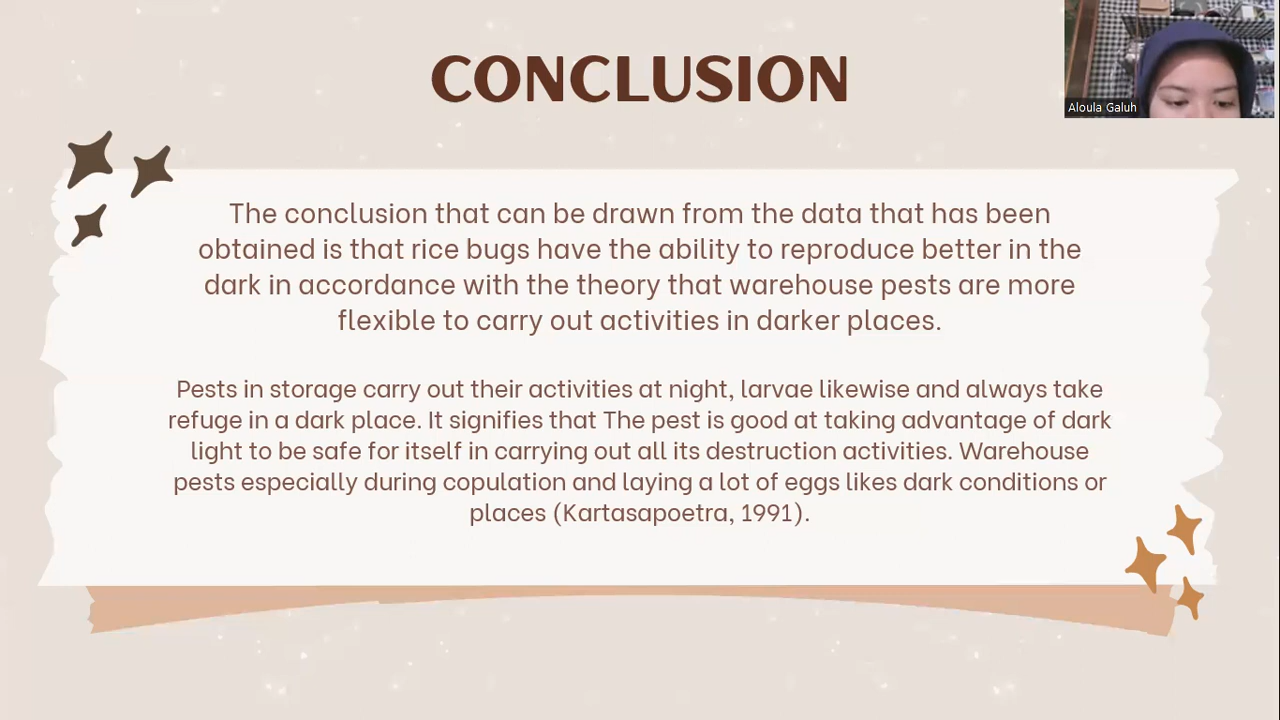 CONCLUSION
Aloula Galuh
The conclusion that can be drawn from the data that has been
obtained is that rice bugs have the ability to reproduce better in the
dark in accordance with the theory that warehouse pests are more
flexible to carry out activities in darker places.
Pests in storage carry out their activities at night, larvae likewise and always take
refuge in a dark place. It signifies that The pest is good at taking advantage of dark
light to be safe for itself in carrying out all its destruction activities. Warehouse
pests especially during copulation and laying a lot of eggs likes dark conditions or
places (Kartasapoetra, 1991).